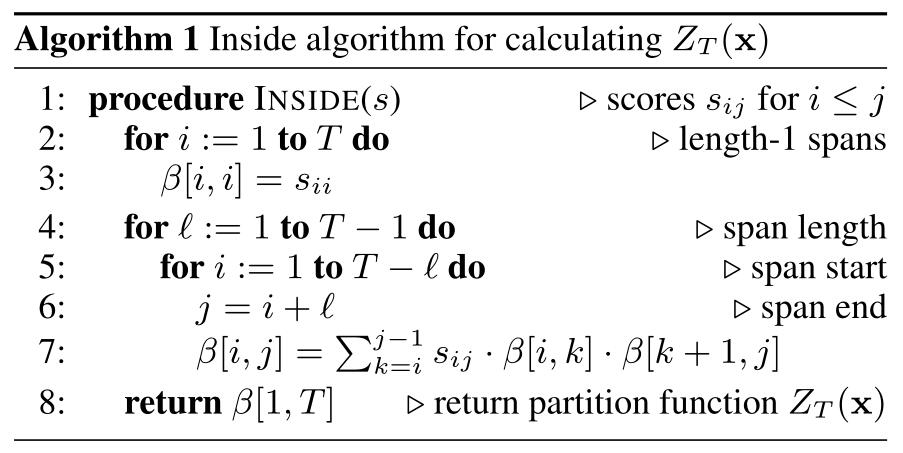 Algorithm 1 Inside algorithm for calculating $Z_T(\mathbf{x})$
1: procedure INSIDE(s) ▷ scores $s_{ij}$ for $i \leq j$
2: for $i := 1$ to $T$ do ▷ length-1 spans
3: $\beta[i, i] = s_{ii}$
4: for $\ell := 1$ to $T - 1$ do ▷ span length
5: for $i := 1$ to $T - \ell$ do ▷ span start
6: $j = i + \ell$ ▷ span end
7: $\beta[i, j] = \sum_{k=i}^{j-1} s_{ij} \cdot \beta[i, k] \cdot \beta[k + 1, j]$
8: return $\beta[1, T]$ ▷ return partition function $Z_T(\mathbf{x})$